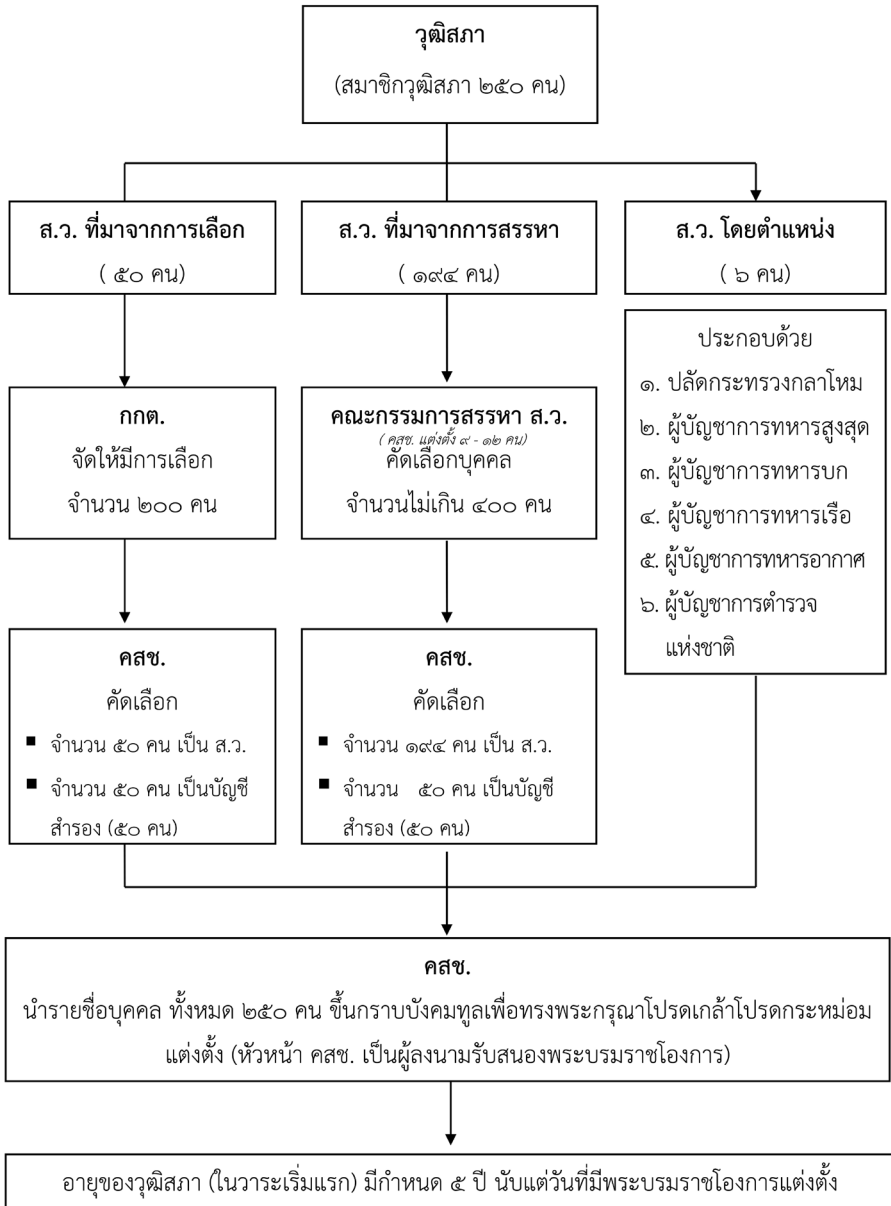 วุฒิสภา
(สมาชิกวุฒิสภา ๒๕๐ คน)
ส.ว. ที่มาจากการเลือก
( ๕๐ คน)
ส.ว. ที่มาจากการสรรหา
( ๑๙๔ คน)
ส.ว. โดยตำแหน่ง
( ๖ คน)
กกต.
จัดให้มีการเลือก
จำนวน ๒๐๐ คน
คณะกรรมการสรรหา ส.ว.
( คสช. แต่งตั้ง ๙ - ๑๒ คน)
คัดเลือกบุคคล
จำนวนไม่เกิน ๔๐๐ คน
ประกอบด้วย
๑. ปลัดกระทรวงกลาโหม
๒. ผู้บัญชาการทหารสูงสุด
๓. ผู้บัญชาการทหารบก
๔. ผู้บัญชาการทหารเรือ
๕. ผู้บัญชาการทหารอากาศ
๖. ผู้บัญชาการตำรวจ
แห่งชาติ
คสช.
คัดเลือก
▪ จำนวน ๕๐ คน เป็น ส.ว.
▪ จำนวน ๕๐ คน เป็นบัญชี
สำรอง (๕๐ คน)
คสช.
คัดเลือก
▪ จำนวน ๑๙๔ คน เป็น ส.ว.
▪ จำนวน ๕๐ คน เป็นบัญชี
สำรอง (๕๐ คน)
คสช.
นำรายชื่อบุคคล ทั้งหมด ๒๕๐ คน ขึ้นกราบบังคมทูลเพื่อทรงพระกรุณาโปรดเกล้าโปรดกระหม่อม
แต่งตั้ง (หัวหน้า คสช. เป็นผู้ลงนามรับสนองพระบรมราชโองการ)
อายุของวุฒิสภา (ในวาระเริ่มแรก) มีกำหนด ๕ ปี นับแต่วันที่มีพระบรมราชโองการแต่งตั้ง